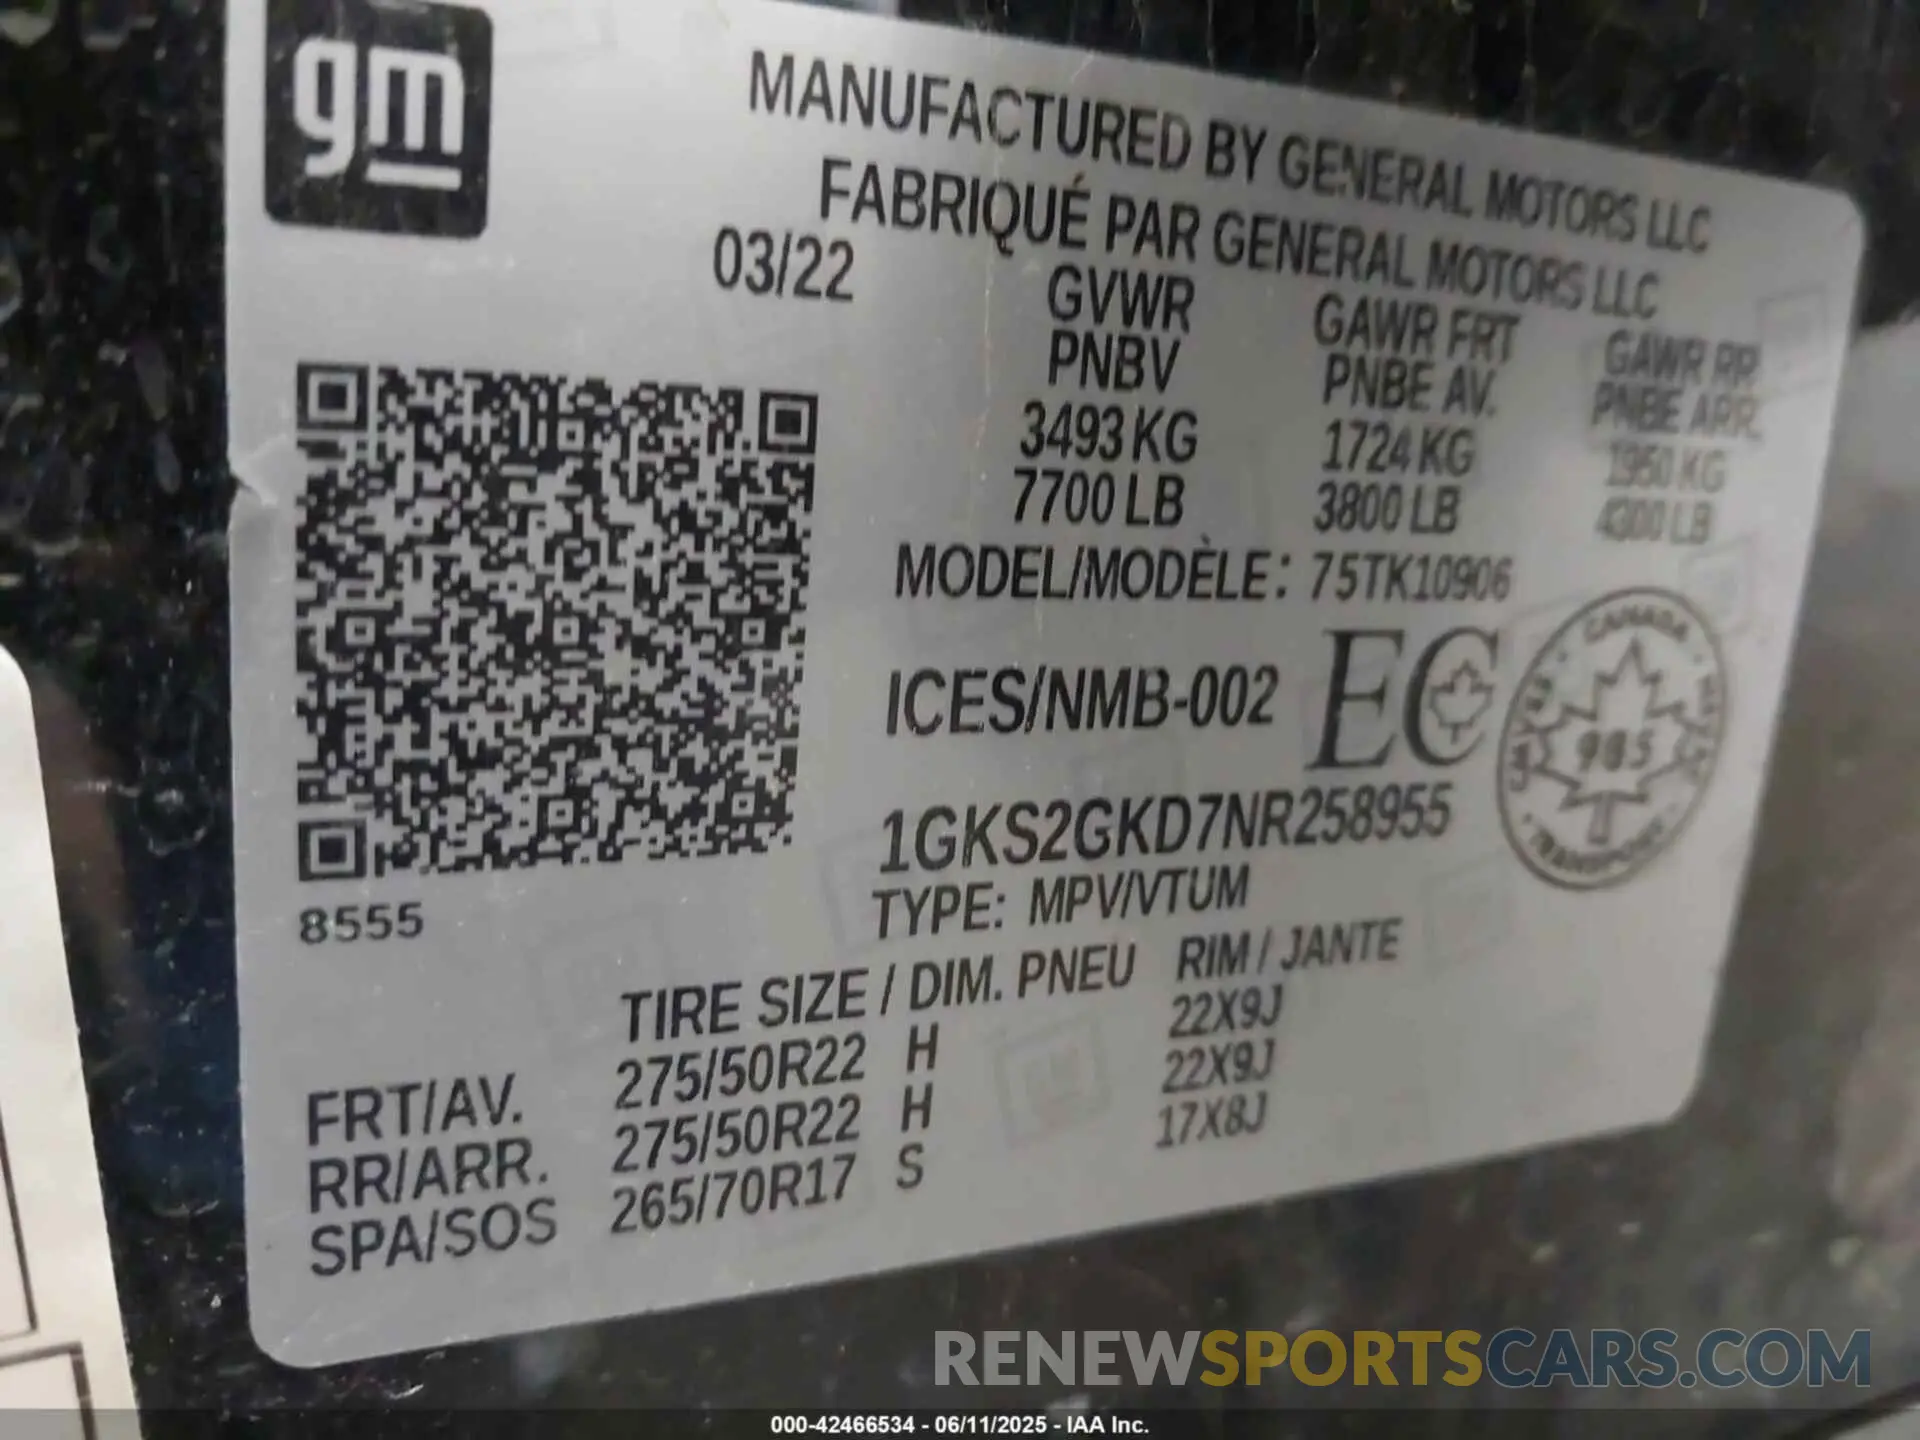 gm
MANUFACTURED BY GENERAL MOTORS LLC
FABRIQUÉ PAR GENERAL MOTORS LLC
03/22
GVWR GAWR FRT GAWR RR
PNBV PNBE AV. PNBE ARR.
3493 KG 1724 KG 1950 KG
7700 LB 3800 LB 4300 LB
MODEL/MODÈLE: 75TK10906
ICES/NMB-002 EC
CANADA
985
TRANSPORT
1GKS2GKD7NR258955
TYPE: MPV/VTUM
8555
TIRE SIZE / DIM. PNEU RIM / JANTE
FRT/AV. 275/50R22 H 22X9J
RR/ARR. 275/50R22 H 22X9J
SPA/SOS 265/70R17 S 17X8J
RENEWSPORTSCARS.COM
000-42466534 - 06/11/2025 - IAA Inc.